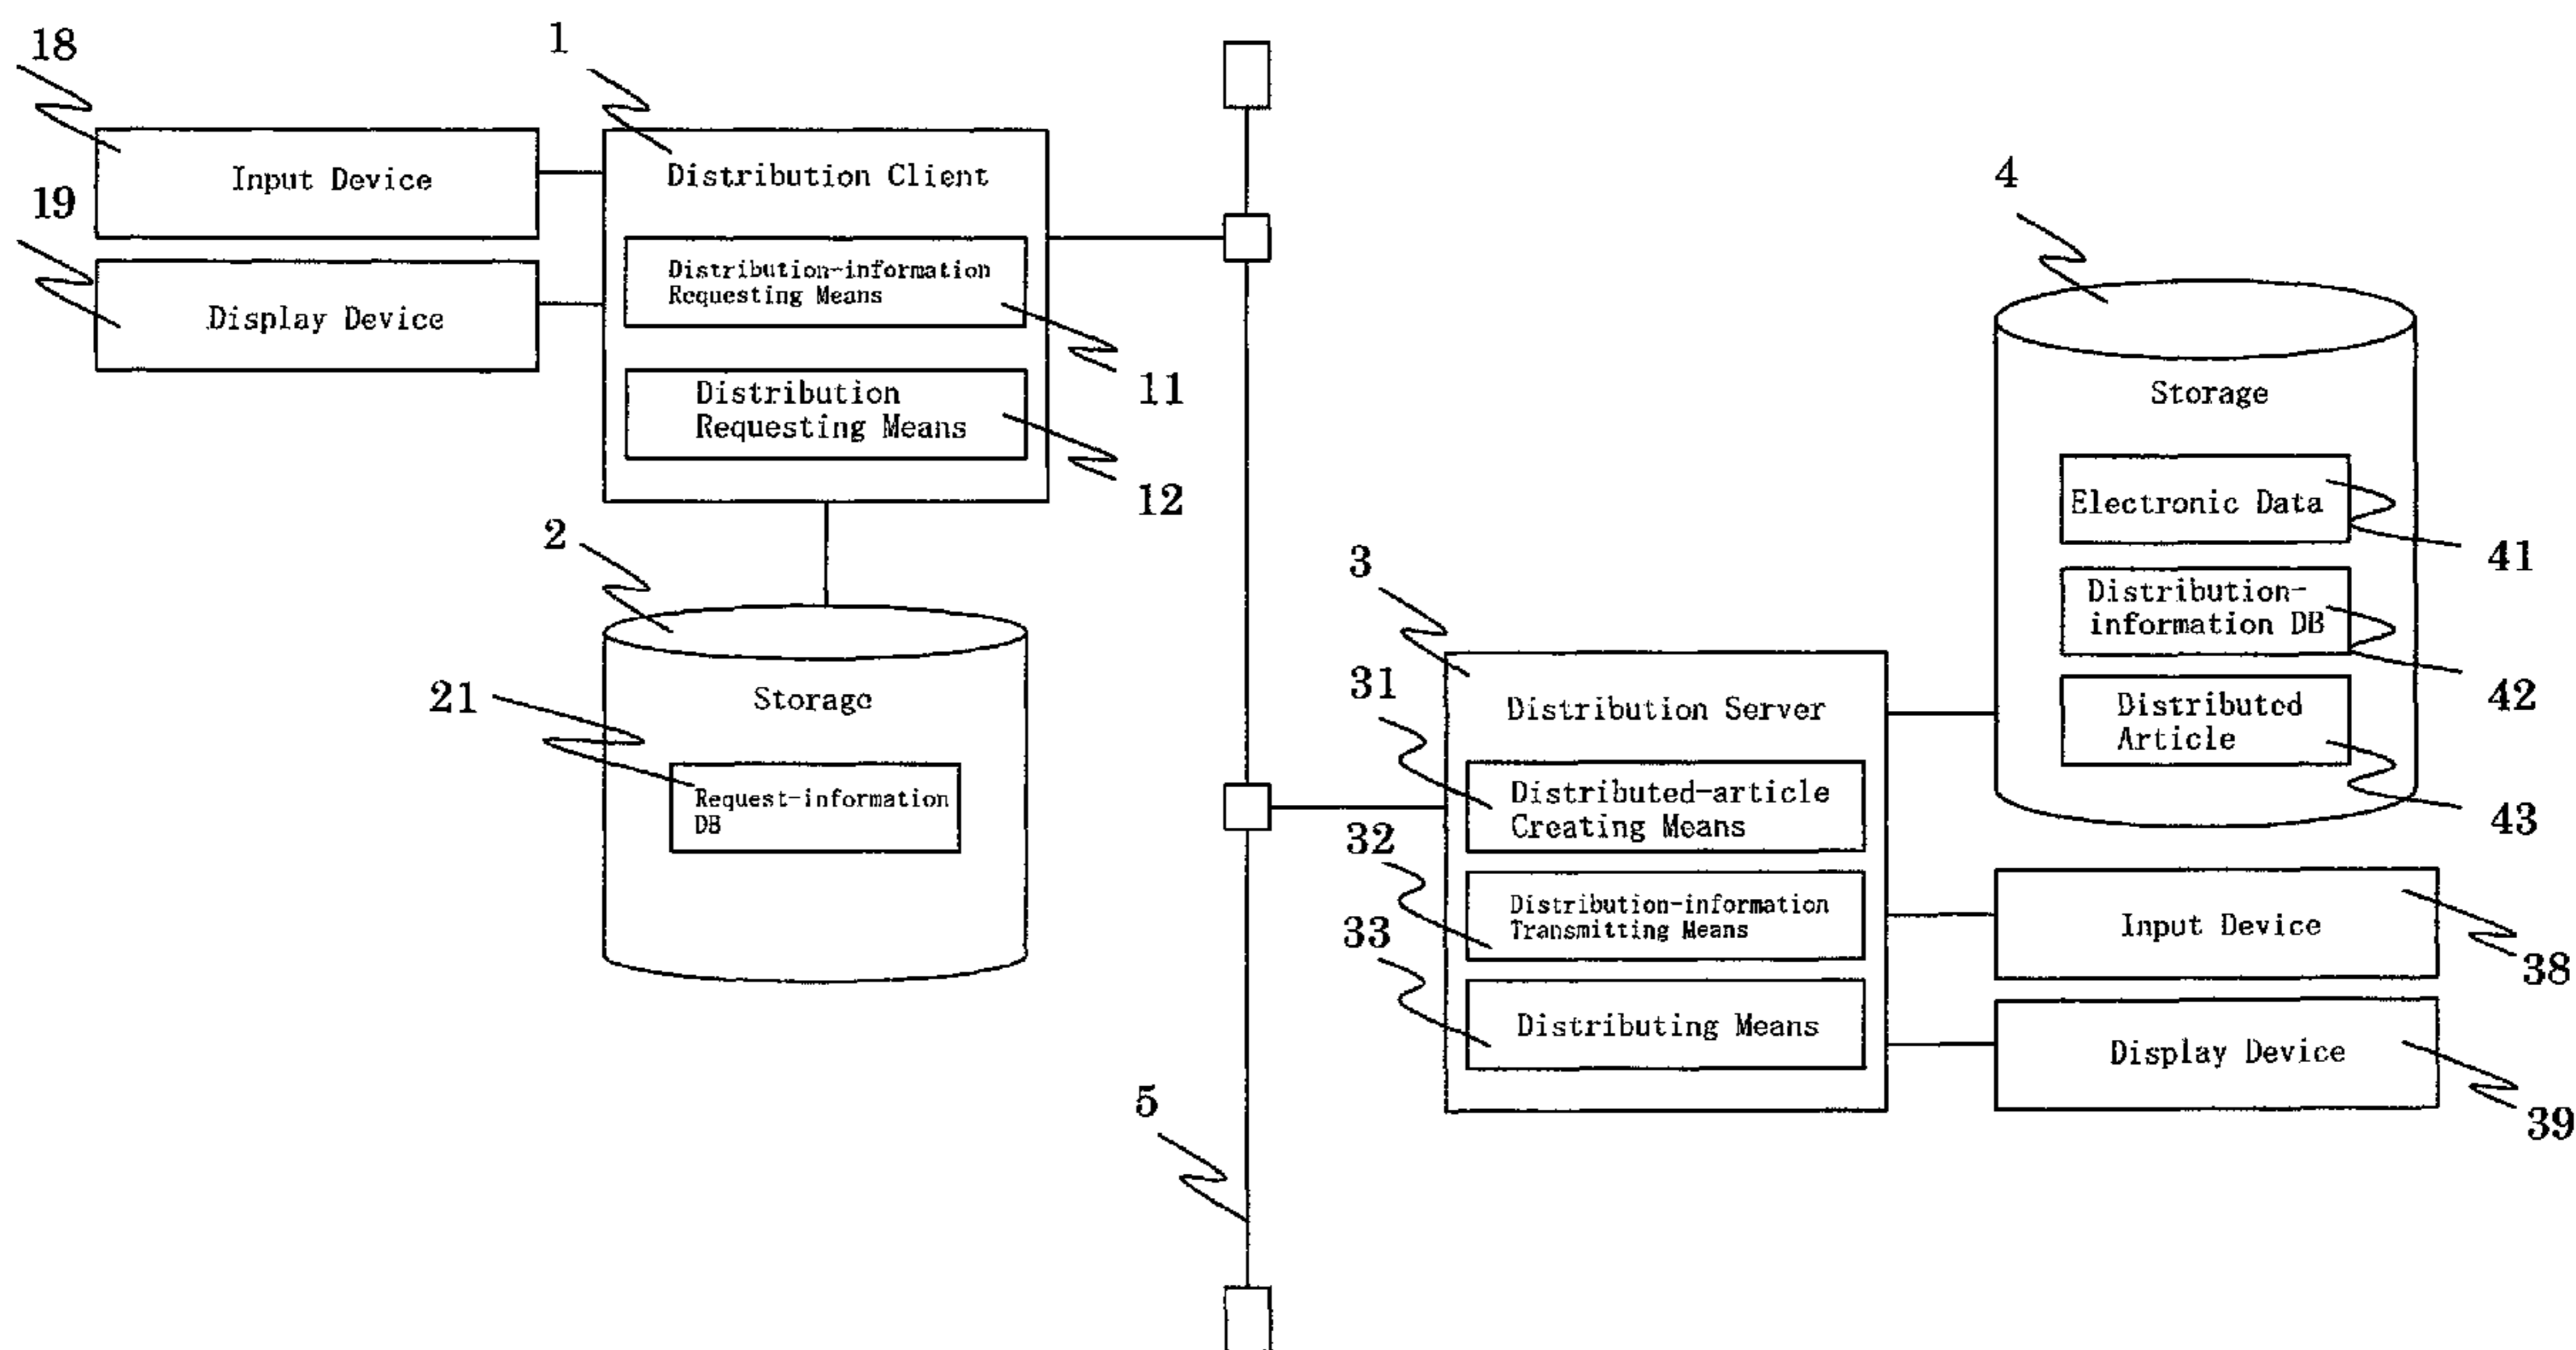 18
1
Input Device
Distribution Client
19
Distribution-information
Requesting Means
Display Device
11
Distribution
Requesting Means
12
2
Storage
21
Request-information
DB
4
Storage
Electronic Data
41
Distribution-
information DB
42
Distributed
Article
43
3
Distribution Server
31
Distributed-article
Creating Means
32
Distribution-information
Transmitting Means
33
Distributing Means
Input Device
38
Display Device
39
5